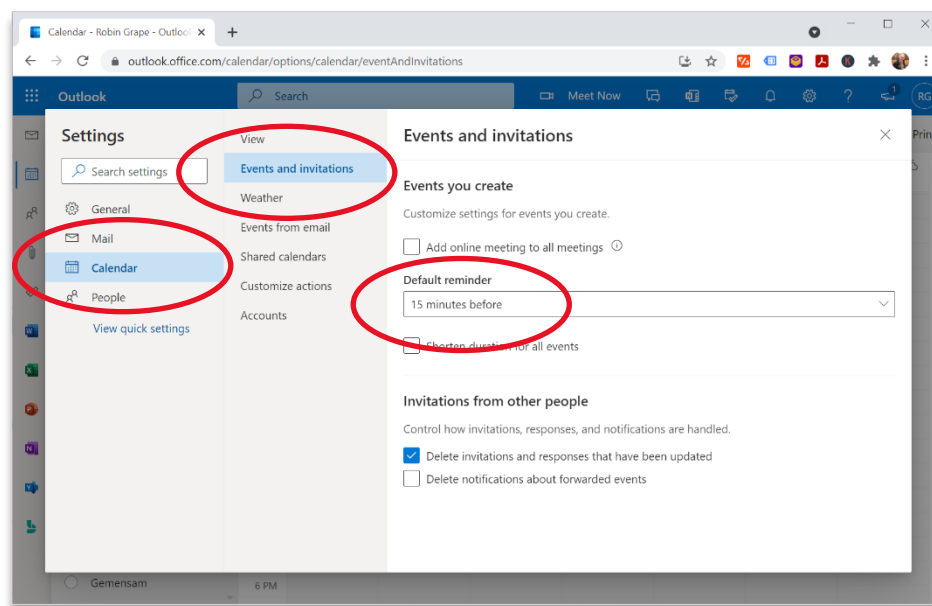 Calendar - Robin Grape - Outloo
outlook.office.com/calendar/options/calendar/eventAndInvitations
Outlook
Search
Meet Now
1
RG
Settings
Search settings
General
Mail
Calendar
People
View quick settings
View
Events and invitations
Weather
Events from email
Shared calendars
Customize actions
Accounts
Events and invitations
Events you create
Customize settings for events you create.
Add online meeting to all meetings
Default reminder
15 minutes before
Shorten duration for all events
Invitations from other people
Control how invitations, responses, and notifications are handled.
Delete invitations and responses that have been updated
Delete notifications about forwarded events
Prin
Gemensam
6 PM